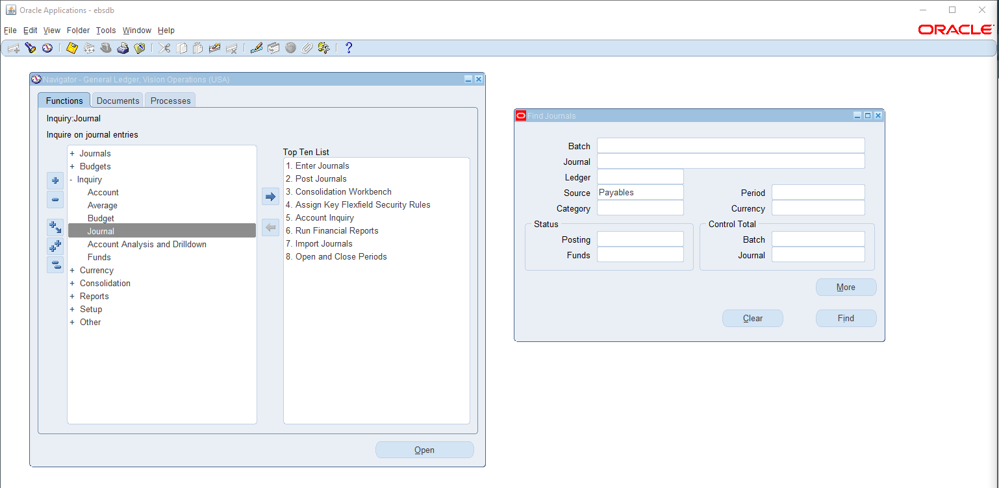 Oracle Applications - ebsdb
File Edit View Folder Tools Window Help
ORACLE
Navigator - General Ledger, Vision Operations (USA)
Functions Documents Processes
Inquiry:Journal
Inquire on journal entries
+ Journals
+ Budgets
- Inquiry
Account
Average
Budget
Journal
Account Analysis and Drilldown
Funds
+ Currency
+ Consolidation
+ Reports
+ Setup
+ Other
Top Ten List
1. Enter Journals
2. Post Journals
3. Consolidation Workbench
4. Assign Key Flexfield Security Rules
5. Account Inquiry
6. Run Financial Reports
7. Import Journals
8. Open and Close Periods
Open
Find Journals
Batch
Journal
Ledger
Source Payables Period
Category Currency
Status Control Total
Posting Batch
Funds Journal
More
Clear Find